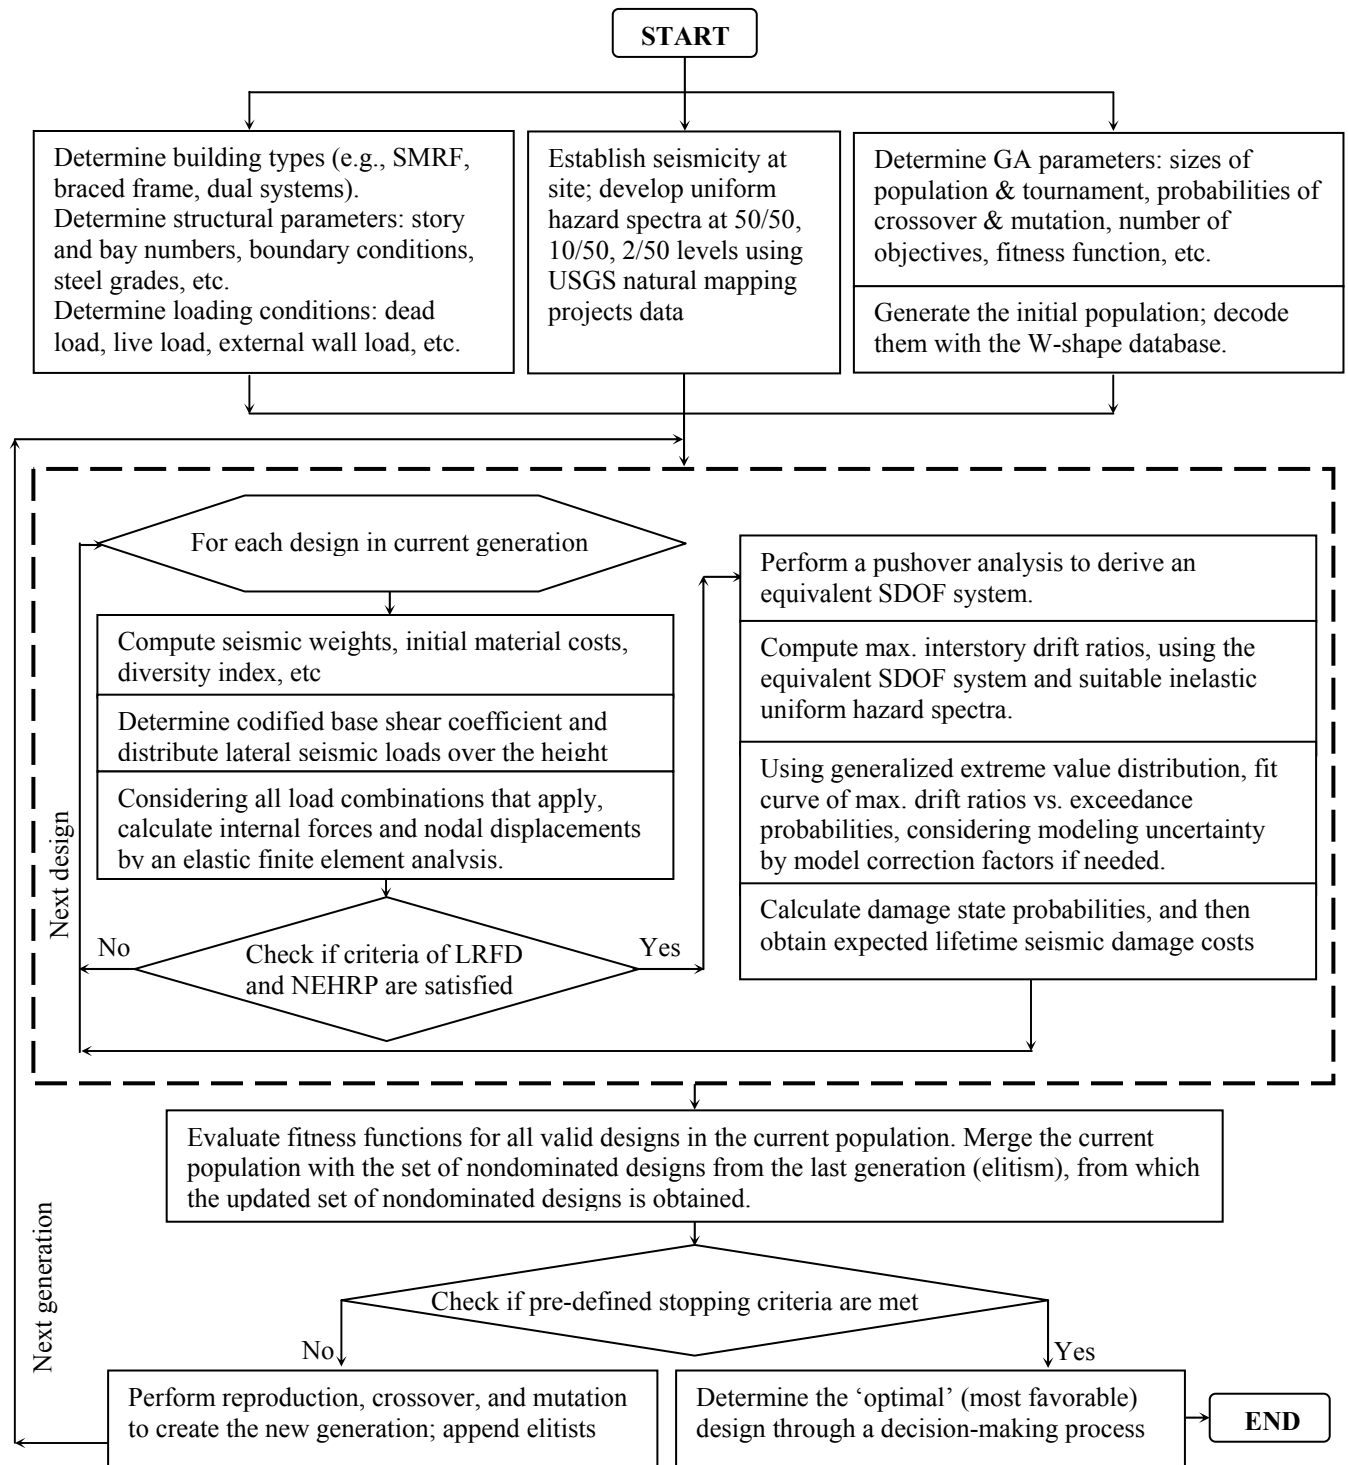 START
Determine building types (e.g., SMRF,
braced frame, dual systems).
Determine structural parameters: story
and bay numbers, boundary conditions,
steel grades, etc.
Determine loading conditions: dead
load, live load, external wall load, etc.
Establish seismicity at
site; develop uniform
hazard spectra at 50/50,
10/50, 2/50 levels using
USGS natural mapping
projects data
Determine GA parameters: sizes of
population & tournament, probabilities of
crossover & mutation, number of
objectives, fitness function, etc.
Generate the initial population; decode
them with the W-shape database.
For each design in current generation
Compute seismic weights, initial material costs,
diversity index, etc
Determine codified base shear coefficient and
distribute lateral seismic loads over the height
Considering all load combinations that apply,
calculate internal forces and nodal displacements
by an elastic finite element analysis.
Next design
No
Check if criteria of LRFD
and NEHRP are satisfied
Yes
Perform a pushover analysis to derive an
equivalent SDOF system.
Compute max. interstory drift ratios, using the
equivalent SDOF system and suitable inelastic
uniform hazard spectra.
Using generalized extreme value distribution, fit
curve of max. drift ratios vs. exceedance
probabilities, considering modeling uncertainty
by model correction factors if needed.
Calculate damage state probabilities, and then
obtain expected lifetime seismic damage costs
Evaluate fitness functions for all valid designs in the current population. Merge the current
population with the set of nondominated designs from the last generation (elitism), from which
the updated set of nondominated designs is obtained.
Next generation
Check if pre-defined stopping criteria are met
No
Yes
Perform reproduction, crossover, and mutation
to create the new generation; append elitists
Determine the ‘optimal’ (most favorable)
design through a decision-making process
END